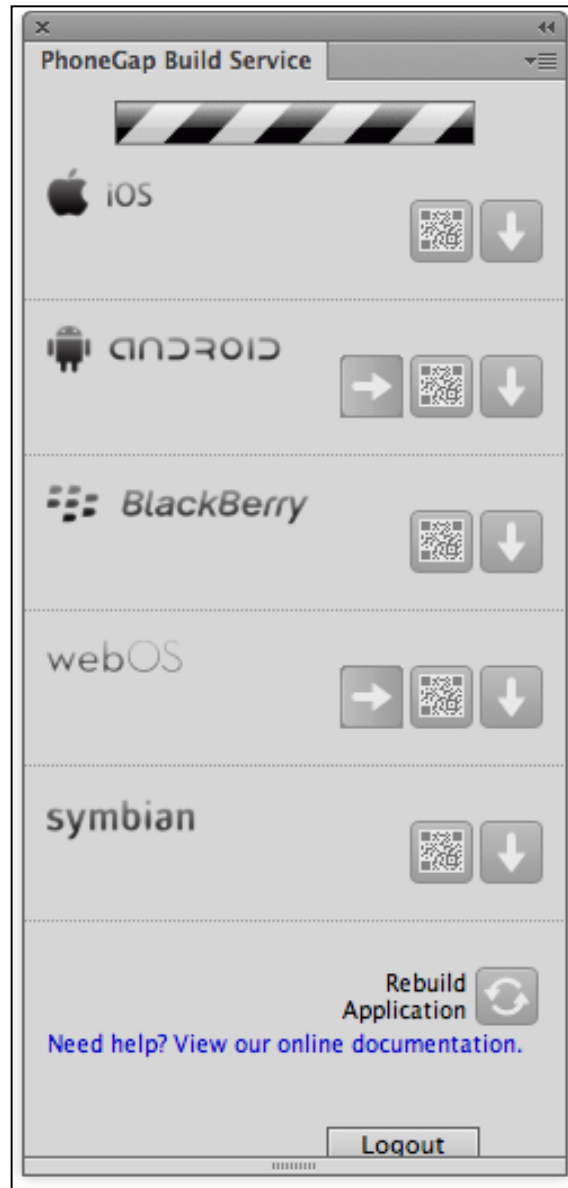 PhoneGap Build Service
iOS
ANDROID
BlackBerry
webOS
symbian
Rebuild
Application
Need help? View our online documentation.
Logout